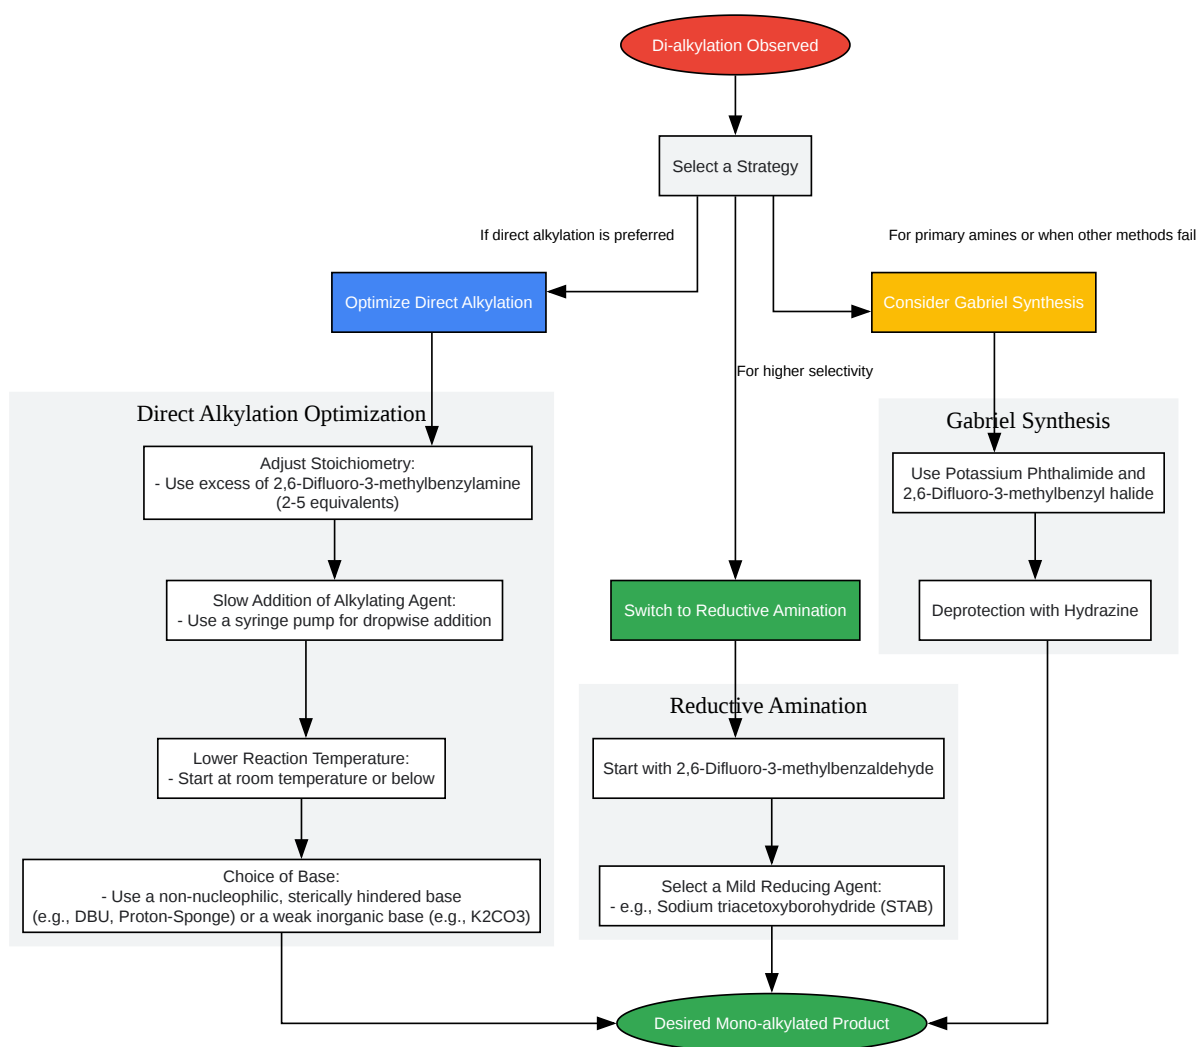 Di-alkylation Observed
Select a Strategy
If direct alkylation is preferred
For primary amines or when other methods fail
Optimize Direct Alkylation
Consider Gabriel Synthesis
For higher selectivity
Direct Alkylation Optimization
Adjust Stoichiometry:
- Use excess of 2,6-Difluoro-3-methylbenzylamine
(2-5 equivalents)
Slow Addition of Alkylating Agent:
- Use a syringe pump for dropwise addition
Lower Reaction Temperature:
- Start at room temperature or below
Choice of Base:
- Use a non-nucleophilic, sterically hindered base
(e.g., DBU, Proton-Sponge) or a weak inorganic base (e.g., K2CO3)
Switch to Reductive Amination
Reductive Amination
Start with 2,6-Difluoro-3-methylbenzaldehyde
Select a Mild Reducing Agent:
- e.g., Sodium triacetoxyborohydride (STAB)
Gabriel Synthesis
Use Potassium Phthalimide and
2,6-Difluoro-3-methylbenzyl halide
Deprotection with Hydrazine
Desired Mono-alkylated Product